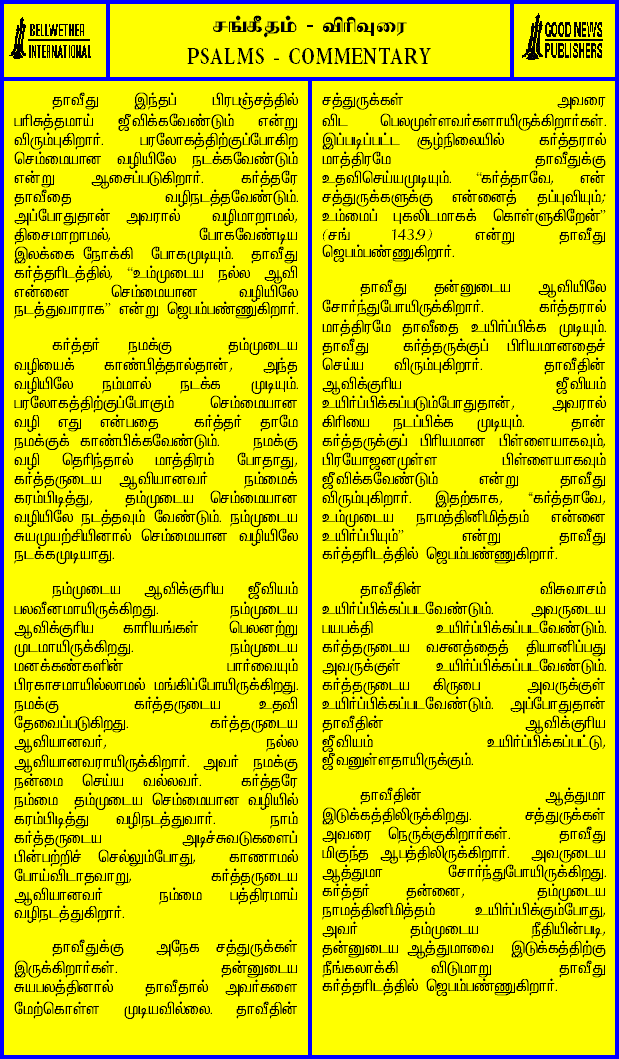 BELLWETHER
INTERNATIONAL
சங்கீதம் - விரிவுரை
PSALMS - COMMENTARY
GOOD NEWS
PUBLISHERS
தாவீது இந்தப் பிரபஞ்சத்தில்
பரிசுத்தமாய் ஜீவிக்கவேண்டும் என்று
விரும்புகிறார். பரலோகத்திற்குப்போகிற
செம்மையான வழியிலே நடக்கவேண்டும்
என்று ஆசைப்படுகிறார். கர்த்தரே
தாவீதை வழிநடத்தவேண்டும்.
அப்போதுதான் அவரால் வழிமாறாமல்,
திசைமாறாமல், போகவேண்டிய
இலக்கை நோக்கி போகமுடியும். தாவீது
கர்த்தரிடத்தில், “உம்முடைய நல்ல ஆவி
என்னை செம்மையான வழியிலே
நடத்துவாராக” என்று ஜெபம்பண்ணுகிறார்.
கர்த்தர் நமக்கு தம்முடைய
வழியைக் காண்பித்தால்தான், அந்த
வழியிலே நம்மால் நடக்க முடியும்.
பரலோகத்திற்குப்போகும் செம்மையான
வழி எது என்பதை கர்த்தர் தாமே
நமக்குக் காண்பிக்கவேண்டும். நமக்கு
வழி தெரிந்தால் மாத்திரம் போதாது,
கர்த்தருடைய ஆவியானவர் நம்மைக்
கரம்பிடித்து, தம்முடைய செம்மையான
வழியிலே நடத்தவும் வேண்டும். நம்முடைய
சுயமுயற்சியினால் செம்மையான வழியிலே
நடக்கமுடியாது.
நம்முடைய ஆவிக்குரிய ஜீவியம்
பலவீனமாயிருக்கிறது. நம்முடைய
ஆவிக்குரிய காரியங்கள் பெலனற்று
முடமாயிருக்கிறது. நம்முடைய
மனக்கண்களின் பார்வையும்
பிரகாசமாயில்லாமல் மங்கிப்போயிருக்கிறது.
நமக்கு கர்த்தருடைய உதவி
தேவைப்படுகிறது. கர்த்தருடைய
ஆவியானவர், நல்ல
ஆவியானவராயிருக்கிறார். அவர் நமக்கு
நன்மை செய்ய வல்லவர். கர்த்தரே
நம்மை தம்முடைய செம்மையான வழியில்
கரம்பிடித்து வழிநடத்துவார். நாம்
கர்த்தருடைய அடிச்சுவடுகளைப்
பின்பற்றிச் செல்லும்போது, காணாமல்
போய்விடாதவாறு, கர்த்தருடைய
ஆவியானவர் நம்மை பத்திரமாய்
வழிநடத்துகிறார்.
தாவீதுக்கு அநேக சத்துருக்கள்
இருக்கிறார்கள். தன்னுடைய
சுயபலத்தினால் தாவீதால் அவர்களை
மேற்கொள்ள முடியவில்லை. தாவீதின்
சத்துருக்கள் அவரை
விட பெலமுள்ளவர்களாயிருக்கிறார்கள்.
இப்படிப்பட்ட சூழ்நிலையில் கர்த்தரால்
மாத்திரமே தாவீதுக்கு
உதவிசெய்யமுடியும். “கர்த்தாவே, என்
சத்துருக்களுக்கு என்னைத் தப்புவியும்;
உம்மைப் புகலிடமாகக் கொள்ளுகிறேன்”
(சங் 143.9) என்று தாவீது
ஜெபம்பண்ணுகிறார்.
தாவீது தன்னுடைய ஆவியிலே
சோர்ந்துபோயிருக்கிறார். கர்த்தரால்
மாத்திரமே தாவீதை உயிர்ப்பிக்க முடியும்.
தாவீது கர்த்தருக்குப் பிரியமானதைச்
செய்ய விரும்புகிறார். தாவீதின்
ஆவிக்குரிய ஜீவியம்
உயிர்ப்பிக்கப்படும்போதுதான், அவரால்
கிரியை நடப்பிக்க முடியும். தான்
கர்த்தருக்குப் பிரியமான பிள்ளையாகவும்,
பிரயோஜனமுள்ள பிள்ளையாகவும்
ஜீவிக்கவேண்டும் என்று தாவீது
விரும்புகிறார். இதற்காக, “கர்த்தாவே,
உம்முடைய நாமத்தினிமித்தம் என்னை
உயிர்ப்பியும்” என்று தாவீது
கர்த்தரிடத்தில் ஜெபம்பண்ணுகிறார்.
தாவீதின் விசுவாசம்
உயிர்ப்பிக்கப்படவேண்டும். அவருடைய
பயபக்தி உயிர்ப்பிக்கப்படவேண்டும்.
கர்த்தருடைய வசனத்தைத் தியானிப்பது
அவருக்குள் உயிர்ப்பிக்கப்படவேண்டும்.
கர்த்தருடைய கிருபை அவருக்குள்
உயிர்ப்பிக்கப்படவேண்டும். அப்போதுதான்
தாவீதின் ஆவிக்குரிய
ஜீவியம் உயிர்ப்பிக்கப்பட்டு,
ஜீவனுள்ளதாயிருக்கும்.
தாவீதின் ஆத்துமா
இடுக்கத்திலிருக்கிறது. சத்துருக்கள்
அவரை நெருக்குகிறார்கள். தாவீது
மிகுந்த ஆபத்திலிருக்கிறார். அவருடைய
ஆத்துமா சோர்ந்துபோயிருக்கிறது.
கர்த்தர் தன்னை, தம்முடைய
நாமத்தினிமித்தம் உயிர்ப்பிக்கும்போது,
அவர் தம்முடைய நீதியின்படி,
தன்னுடைய ஆத்துமாவை இடுக்கத்திற்கு
நீங்கலாக்கி விடுமாறு தாவீது
கர்த்தரிடத்தில் ஜெபம்பண்ணுகிறார்.